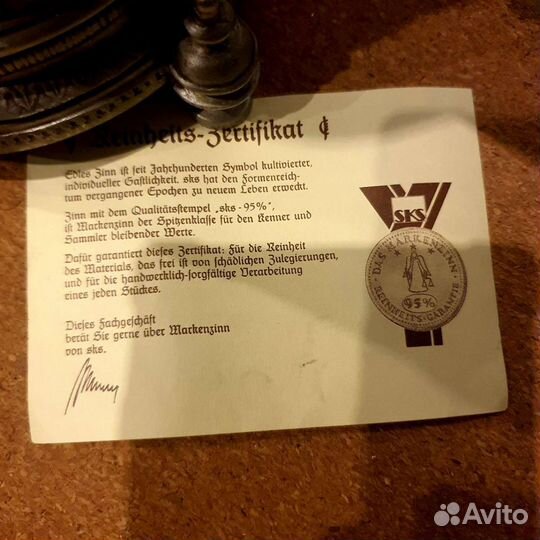 Reinheits-Zertifikat
Edles Zinn ist seit Jahrhunderten Symbol kultivierter,
individueller Gastlichkeit. sks hat den Formenreich-
tum vergangener Epochen zu neuem Leben erweckt.
Zinn mit dem Qualitätsstempel „sks - 95%“,
ist Markenzinn der Spitzenklasse für den Kenner und
Sammler bleibender Werte.
Dafür garantiert dieses Zertifikat: Für die Reinheit
des Materials, das frei ist von schädlichen Zulegierungen,
und für die handwerklich-sorgfältige Verarbeitung
eines jeden Stückes.
Dieses Fachgeschäft
berät Sie gerne über Markenzinn
von sks.
SKS
DAS MARKENZINN
95%
REINHEITS-GARANTIE
Avito